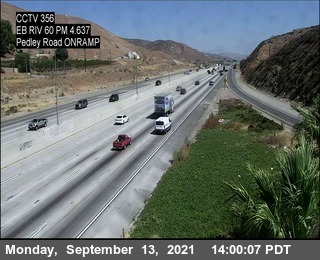 CCTV 356
EB RIV 60 PM 4.637
Pedley Road ONRAMP
Monday, September 13, 2021 14:00:07 PDT